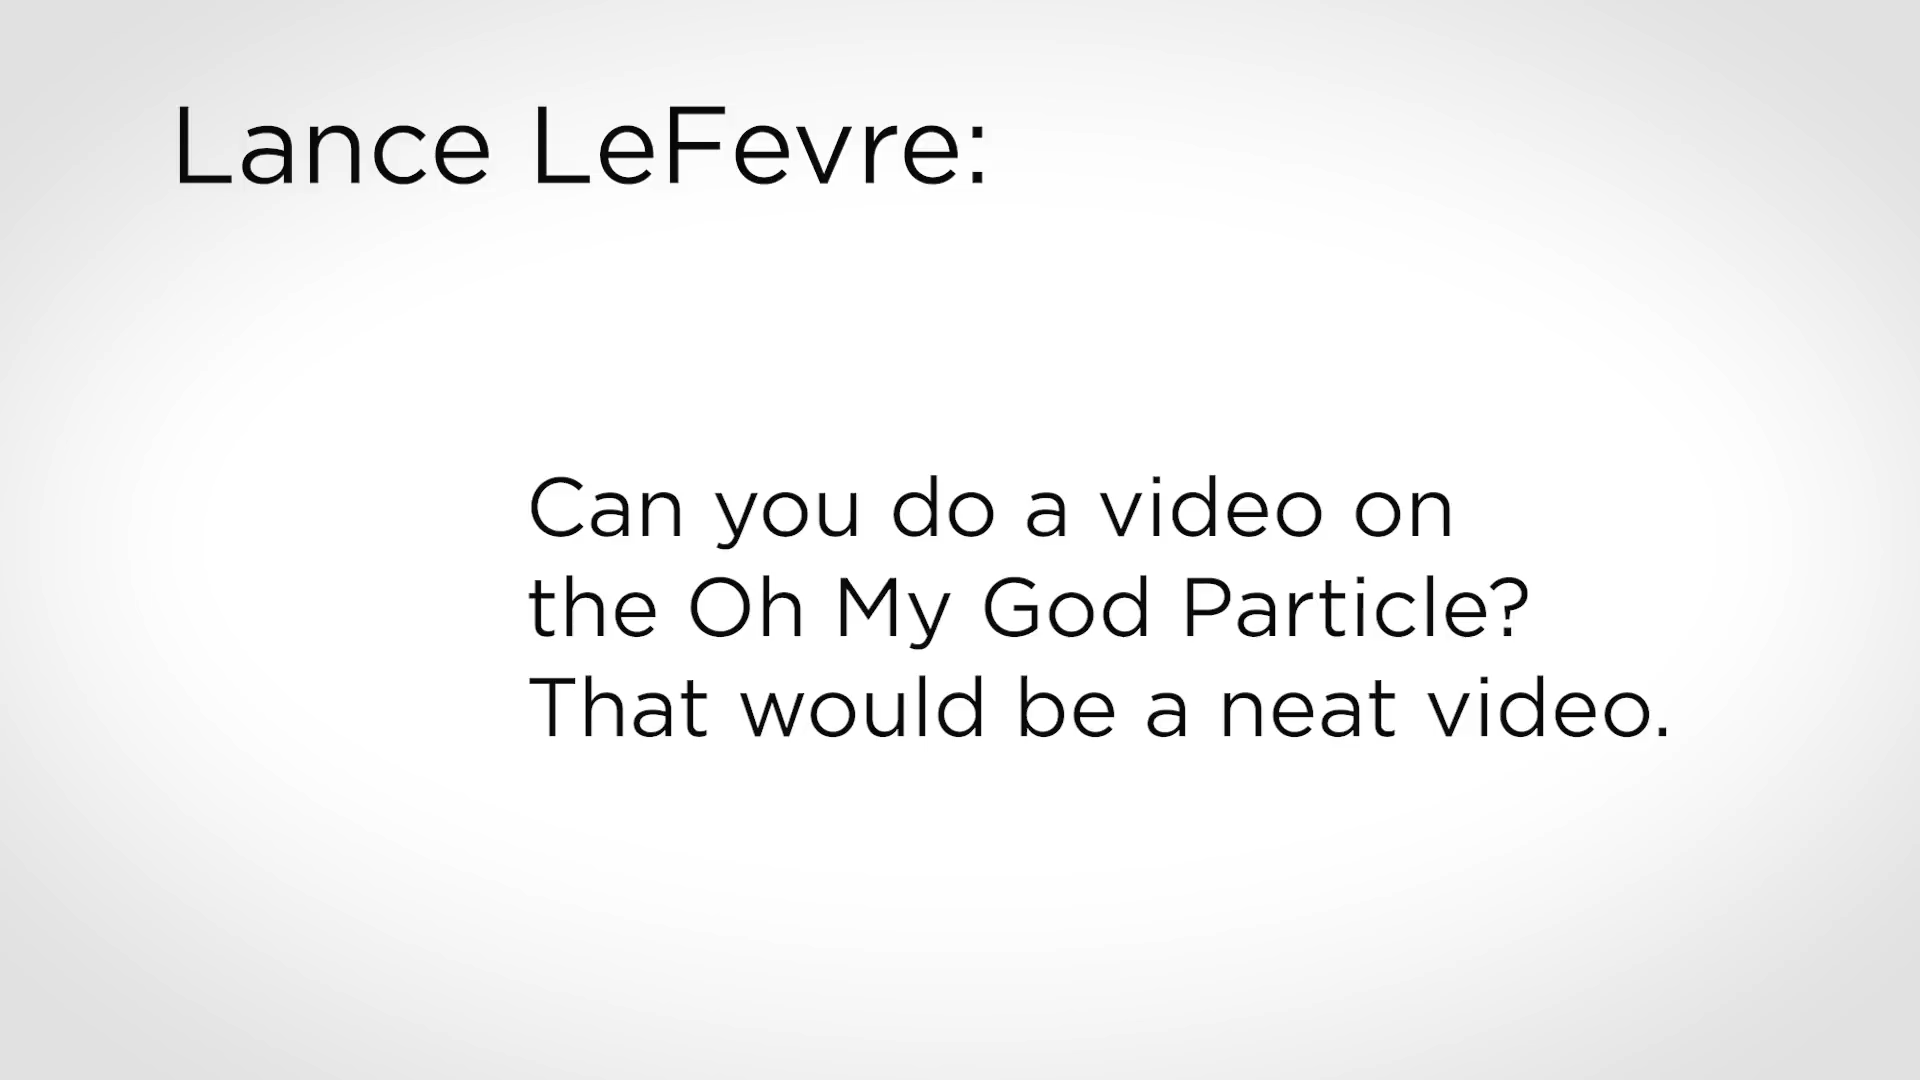 Lance LeFevre:
Can you do a video on
the Oh My God Particle?
That would be a neat video.